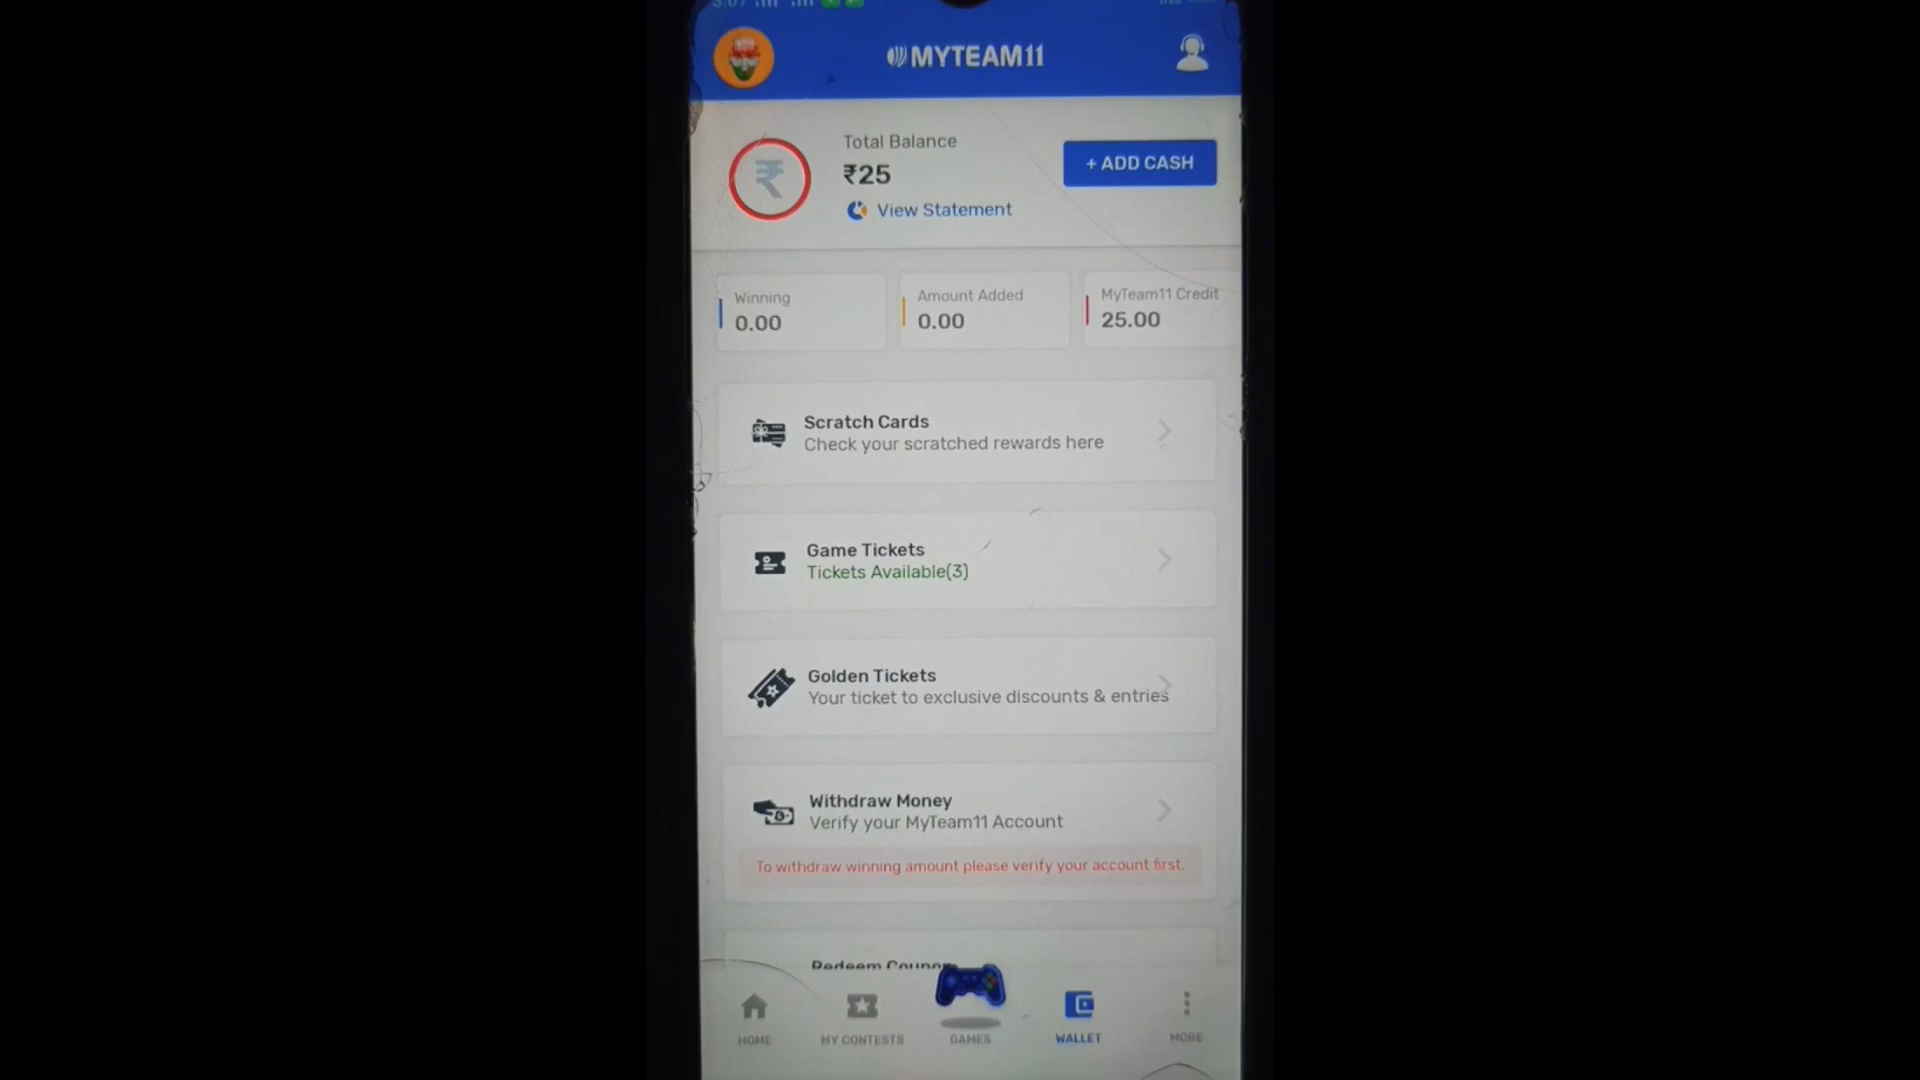 MYTEAM11
Total Balance
₹25
+ ADD CASH
View Statement
Winning
0.00
Amount Added
0.00
MyTeam11 Credit
25.00
Scratch Cards
Check your scratched rewards here
Game Tickets
Tickets Available(3)
Golden Tickets
Your ticket to exclusive discounts & entries
Withdraw Money
Verify your MyTeam11 Account
To withdraw winning amount please verify your account first.
Redeem Coupon
HOME
MY CONTESTS
GAMES
WALLET
MORE